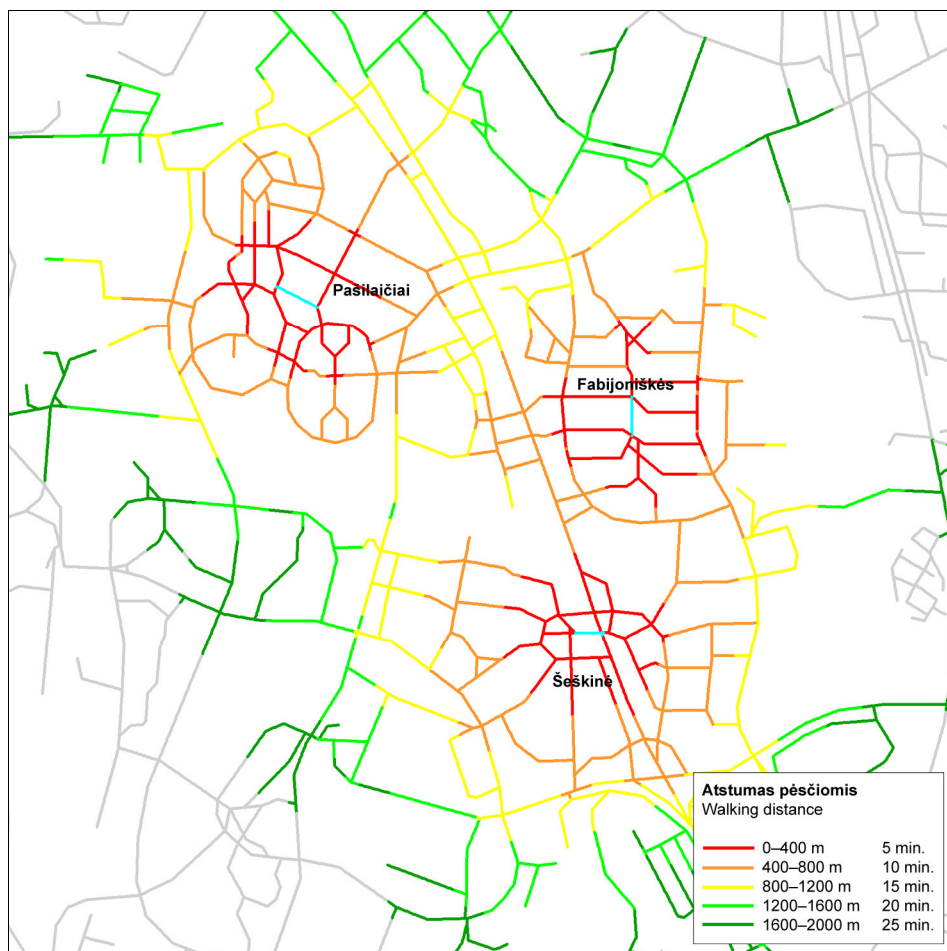 Pašilaičiai
Fabijoniškės
Šeškinė
Atstumas pėsčiomis
Walking distance
0–400 m 5 min.
400–800 m 10 min.
800–1200 m 15 min.
1200–1600 m 20 min.
1600–2000 m 25 min.